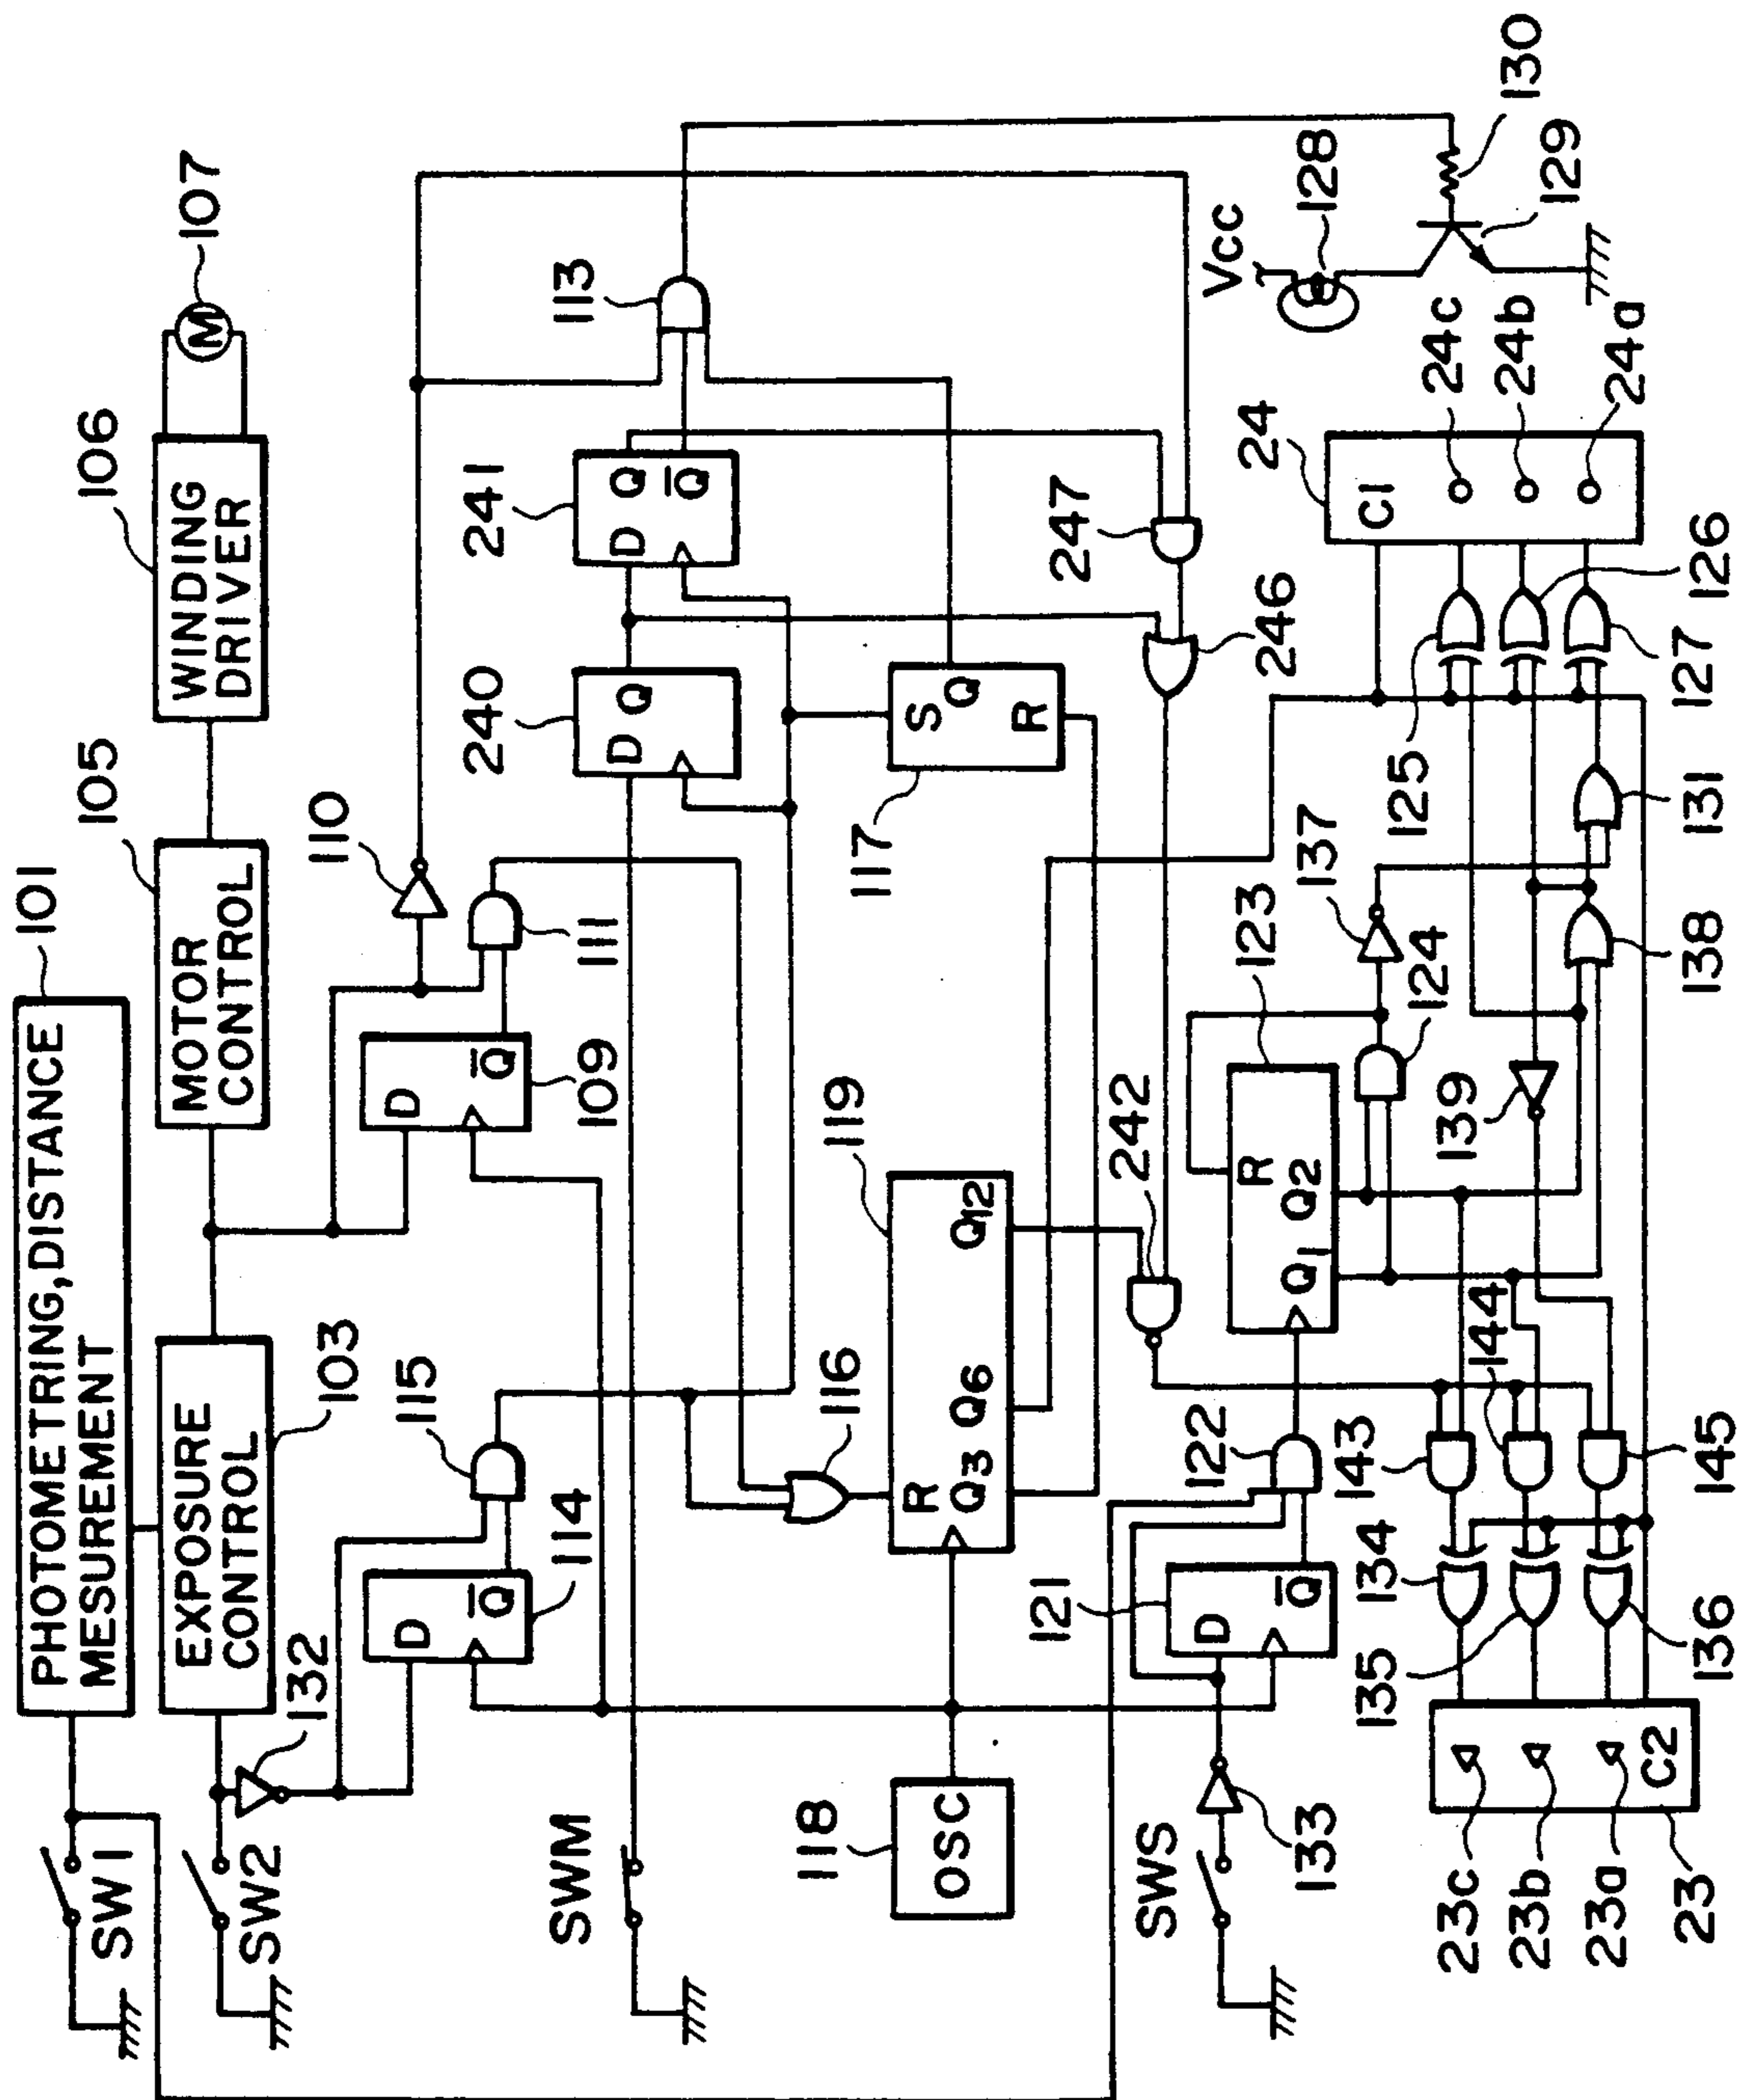 PHOTOMETRING,DISTANCE
MESUREMENT
101
SW1
EXPOSURE
CONTROL
103
MOTOR
CONTROL
105
WINDING
DRIVER
106
M
107
SW2
132
D
Q
114
115
D
Q
109
110
111
SWM
D
Q
240
D
Q
Q
241
113
S
Q
R
117
116
OSC
118
R
Q3
Q6
Q12
119
242
246
247
Vcc
128
129
130
SWS
133
D
Q
121
122
R
Q1
Q2
123
124
137
138
139
131
125
126
127
C1
24
24c
24b
24a
143
144
145
134
135
136
C2
23c
23b
23a
23